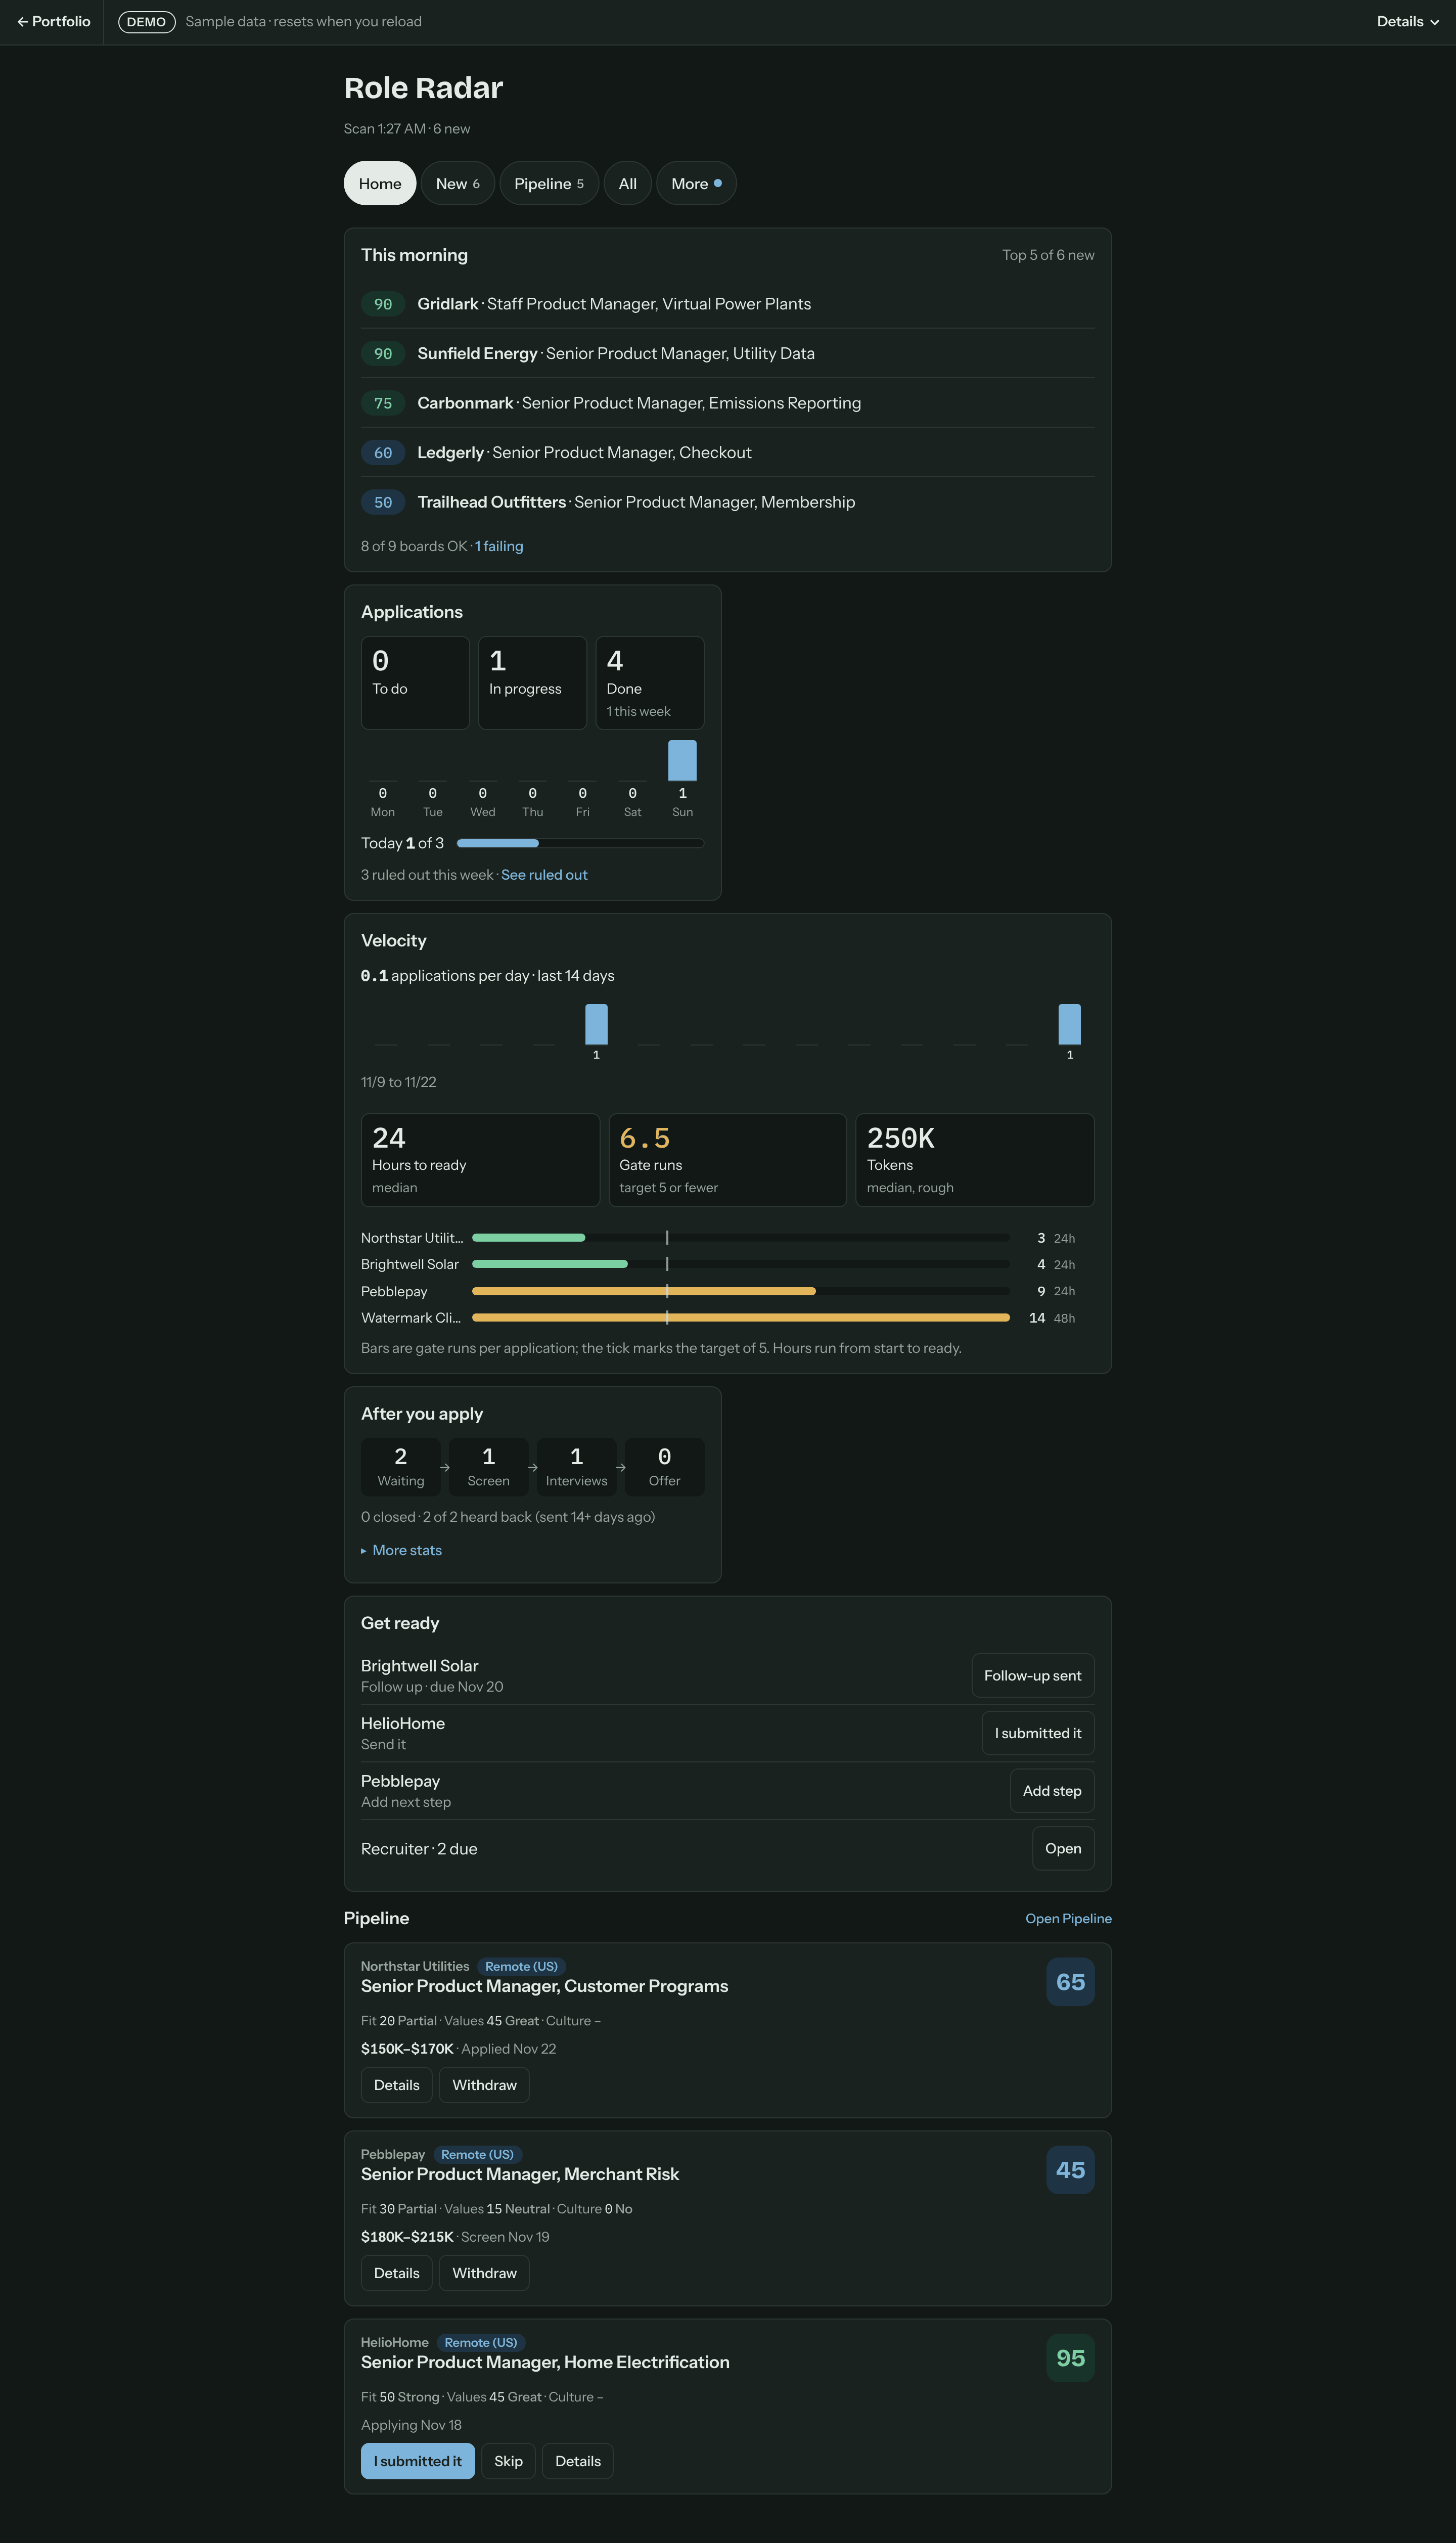 ← Portfolio
DEMO
Sample data · resets when you reload
Details
Role Radar
Scan 1:27 AM · 6 new
Home
New 6
Pipeline 5
All
More
This morning
Top 5 of 6 new
90 Gridlark · Staff Product Manager, Virtual Power Plants
90 Sunfield Energy · Senior Product Manager, Utility Data
75 Carbonmark · Senior Product Manager, Emissions Reporting
60 Ledgerly · Senior Product Manager, Checkout
50 Trailhead Outfitters · Senior Product Manager, Membership
8 of 9 boards OK · 1 failing
Applications
0
To do
1
In progress
4
Done
1 this week
0 0 0 0 0 0 1
Mon Tue Wed Thu Fri Sat Sun
Today 1 of 3
3 ruled out this week · See ruled out
Velocity
0.1 applications per day · last 14 days
1 1
11/9 to 11/22
24
Hours to ready
median
6.5
Gate runs
target 5 or fewer
250K
Tokens
median, rough
Northstar Utilit... 3 24h
Brightwell Solar 4 24h
Pebblepay 9 24h
Watermark Cli... 14 48h
Bars are gate runs per application; the tick marks the target of 5. Hours run from start to ready.
After you apply
2
Waiting
→
1
Screen
→
1
Interviews
→
0
Offer
0 closed · 2 of 2 heard back (sent 14+ days ago)
▸ More stats
Get ready
Brightwell Solar
Follow up · due Nov 20
Follow-up sent
HelioHome
Send it
I submitted it
Pebblepay
Add next step
Add step
Recruiter · 2 due
Open
Pipeline
Open Pipeline
Northstar Utilities Remote (US)
Senior Product Manager, Customer Programs
65
Fit 20 Partial · Values 45 Great · Culture –
$150K–$170K · Applied Nov 22
Details
Withdraw
Pebblepay Remote (US)
Senior Product Manager, Merchant Risk
45
Fit 30 Partial · Values 15 Neutral · Culture 0 No
$180K–$215K · Screen Nov 19
Details
Withdraw
HelioHome Remote (US)
Senior Product Manager, Home Electrification
95
Fit 50 Strong · Values 45 Great · Culture –
Applying Nov 18
I submitted it
Skip
Details